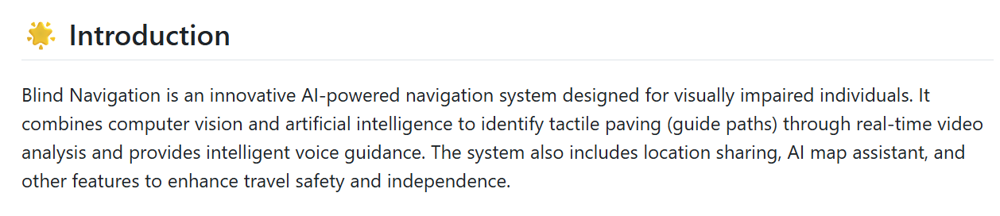 🌟 Introduction
Blind Navigation is an innovative AI-powered navigation system designed for visually impaired individuals. It
combines computer vision and artificial intelligence to identify tactile paving (guide paths) through real-time video
analysis and provides intelligent voice guidance. The system also includes location sharing, AI map assistant, and
other features to enhance travel safety and independence.